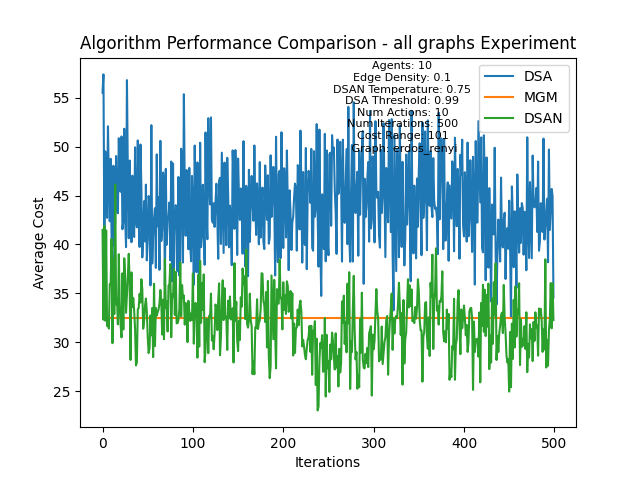 Algorithm Performance Comparison - all graphs Experiment
Agents: 10
Edge Density: 0.1
DSAN Temperature: 0.75
DSA Threshold: 0.99
Num Actions: 10
Num Iterations: 500
Cost Range: 101
Graph: erdos_renyi
DSA
MGM
DSAN
Average Cost
55
50
45
40
35
30
25
0
100
200
300
400
500
Iterations